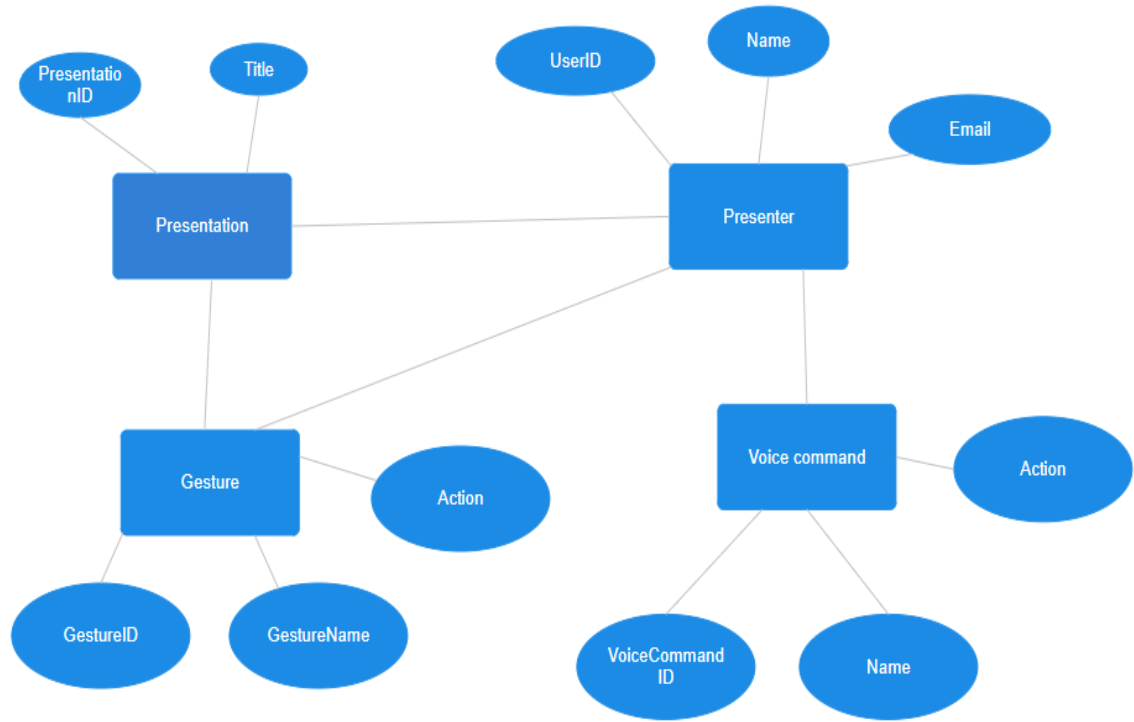 Name
UserID
Title
Presentatio
nID
Email
Presentation
Presenter
Gesture
Action
Voice command
Action
GestureID
GestureName
VoiceCommand
ID
Name